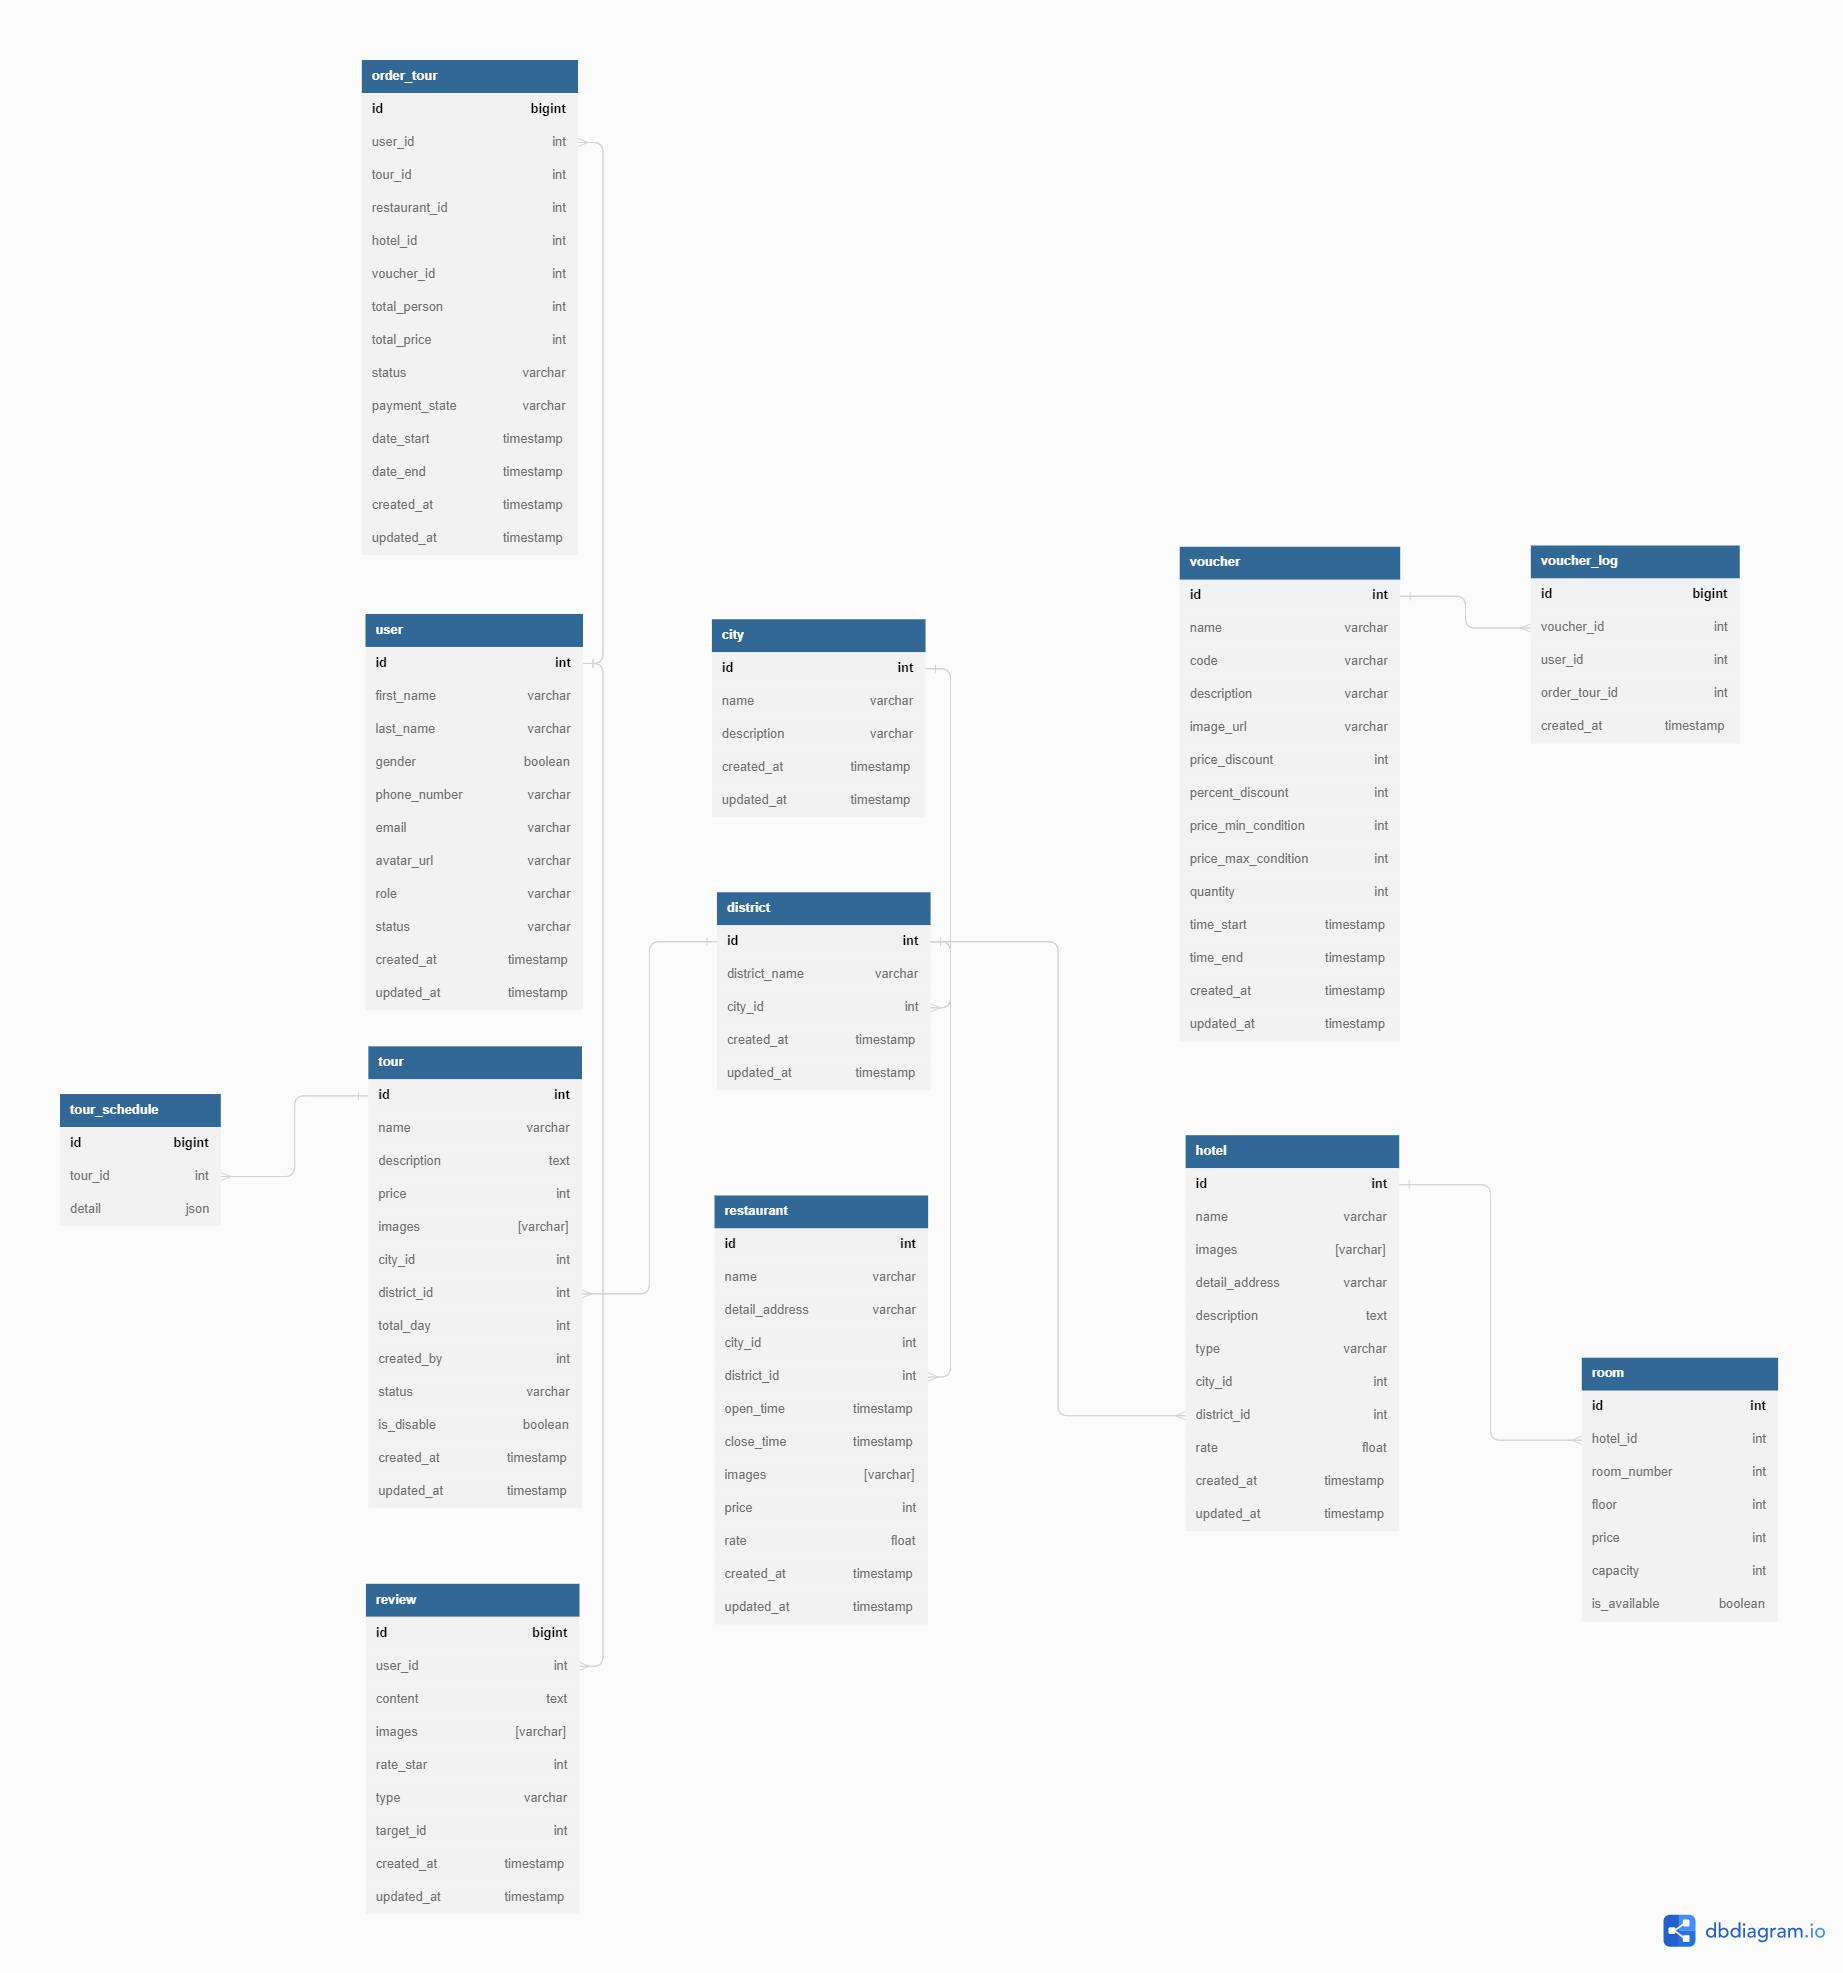 order_tour
id bigint
user_id int
tour_id int
restaurant_id int
hotel_id int
voucher_id int
total_person int
total_price int
status varchar
payment_state varchar
date_start timestamp
date_end timestamp
created_at timestamp
updated_at timestamp
user
id int
first_name varchar
last_name varchar
gender boolean
phone_number varchar
email varchar
avatar_url varchar
role varchar
status varchar
created_at timestamp
updated_at timestamp
tour_schedule
id bigint
tour_id int
detail json
tour
id int
name varchar
description text
price int
images [varchar]
city_id int
district_id int
total_day int
created_by int
status varchar
is_disable boolean
created_at timestamp
updated_at timestamp
review
id bigint
user_id int
content text
images [varchar]
rate_star int
type varchar
target_id int
created_at timestamp
updated_at timestamp
city
id int
name varchar
description varchar
created_at timestamp
updated_at timestamp
district
id int
district_name varchar
city_id int
created_at timestamp
updated_at timestamp
restaurant
id int
name varchar
detail_address varchar
city_id int
district_id int
open_time timestamp
close_time timestamp
images [varchar]
price int
rate float
created_at timestamp
updated_at timestamp
voucher
id int
name varchar
code varchar
description varchar
image_url varchar
price_discount int
percent_discount int
price_min_condition int
price_max_condition int
quantity int
time_start timestamp
time_end timestamp
created_at timestamp
updated_at timestamp
voucher_log
id bigint
voucher_id int
user_id int
order_tour_id int
created_at timestamp
hotel
id int
name varchar
images [varchar]
detail_address varchar
description text
type varchar
city_id int
district_id int
rate float
created_at timestamp
updated_at timestamp
room
id int
hotel_id int
room_number int
floor int
price int
capacity int
is_available boolean
dbdiagram.io